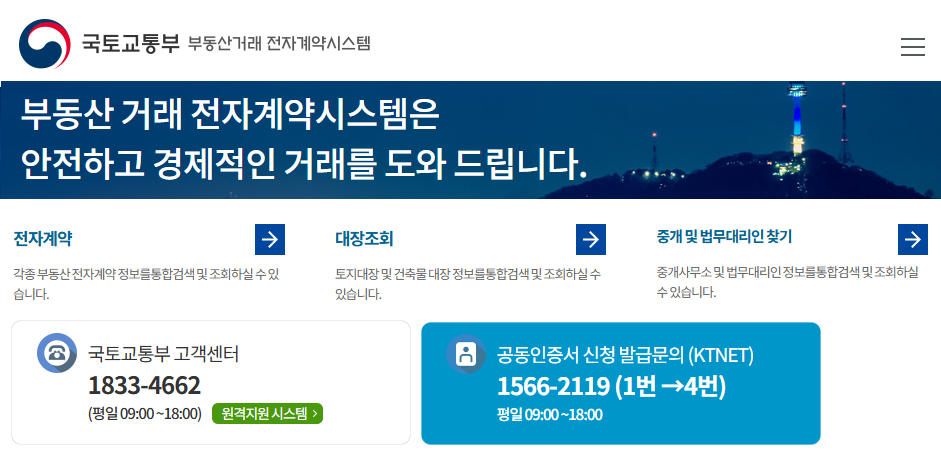 국토교통부 부동산거래 전자계약시스템
부동산 거래 전자계약시스템은
안전하고 경제적인 거래를 도와 드립니다.
전자계약
각종 부동산 전자계약 정보를통합검색 및 조회하실 수 있
습니다.
대장조회
토지대장 및 건축물 대장 정보를통합검색 및 조회하실 수
있습니다.
중개 및 법무대리인 찾기
중개사무소 및 법무대리인 정보를통합검색 및 조회하실
수 있습니다.
국토교통부 고객센터
1833-4662
(평일 09:00 ~18:00) 원격지원 시스템 >
공동인증서 신청 발급문의 (KTNET)
1566-2119 (1번 →4번)
평일 09:00 ~18:00